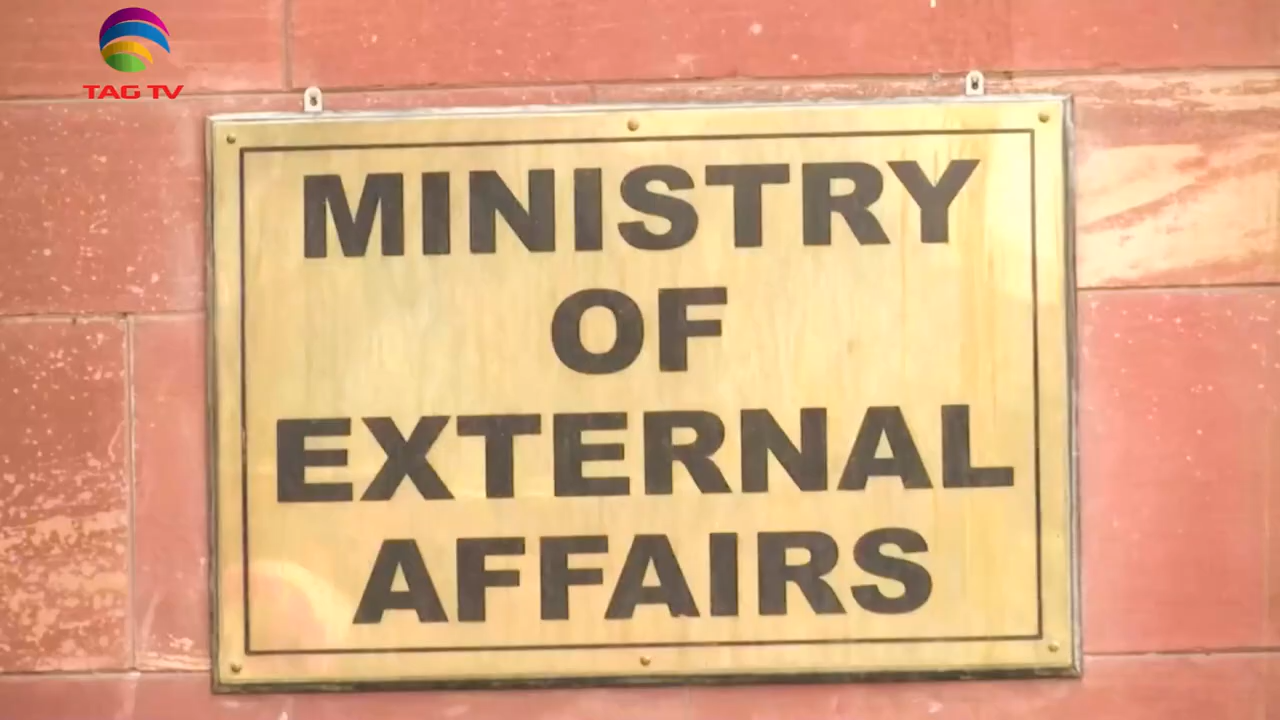 TAG TV
MINISTRY
OF
EXTERNAL
AFFAIRS